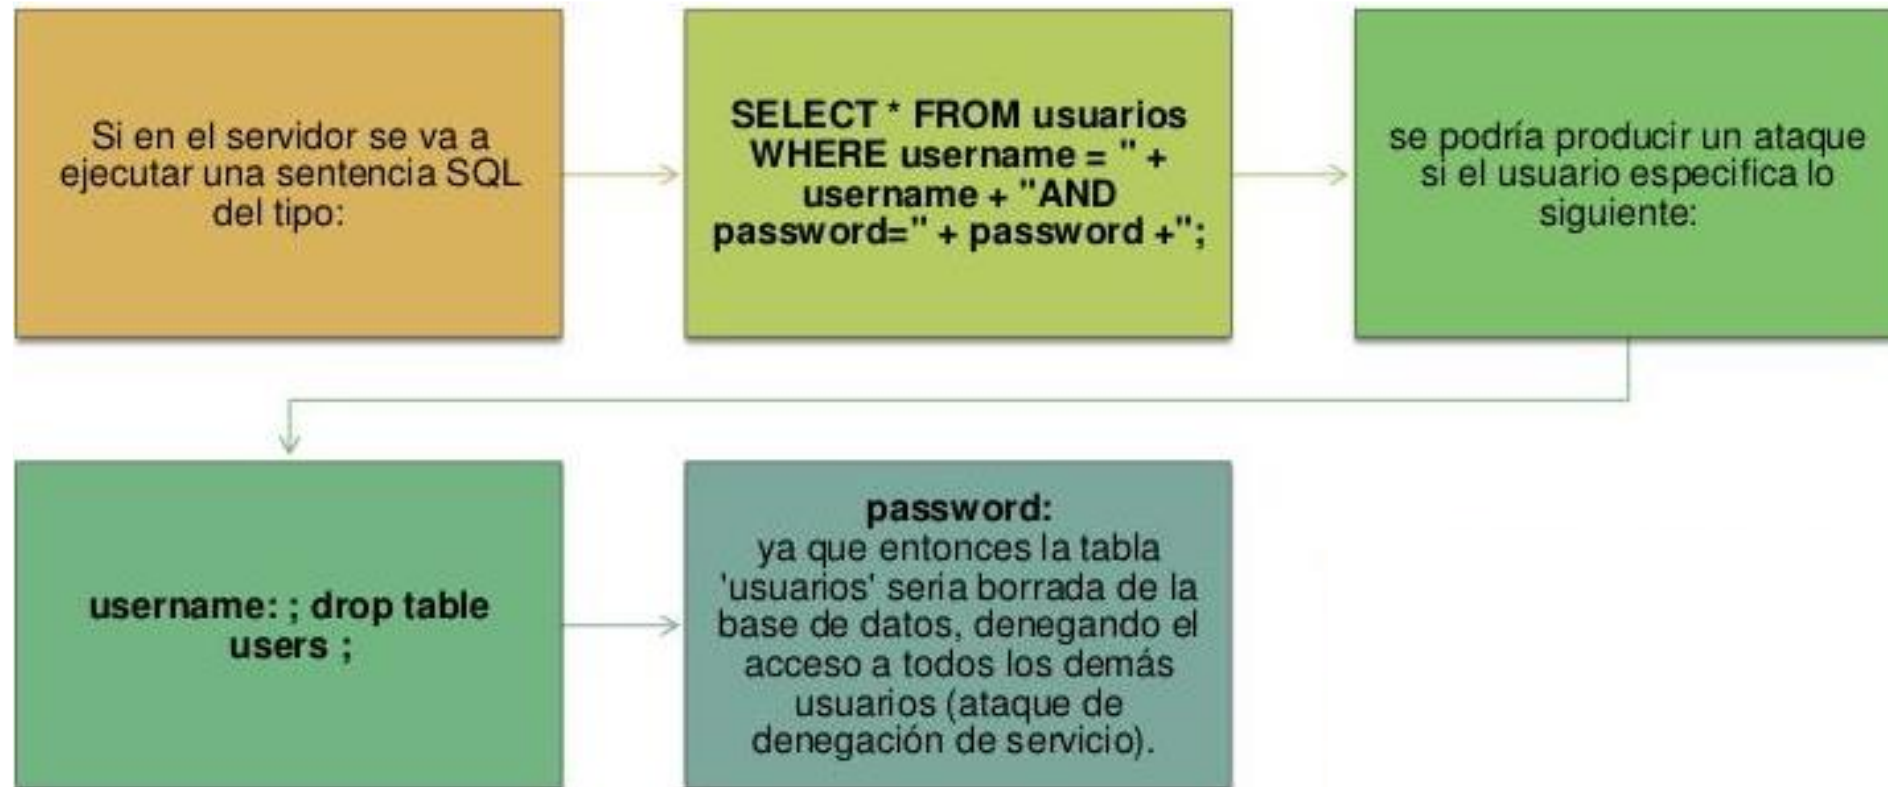 Si en el servidor se va a
ejecutar una sentencia SQL
del tipo:
SELECT * FROM usuarios
WHERE username = " +
username + "AND
password=" + password +";
se podría producir un ataque
si el usuario especifica lo
siguiente:
username: ; drop table
users ;
password:
ya que entonces la tabla
'usuarios' seria borrada de la
base de datos, denegando el
acceso a todos los demás
usuarios (ataque de
denegación de servicio).